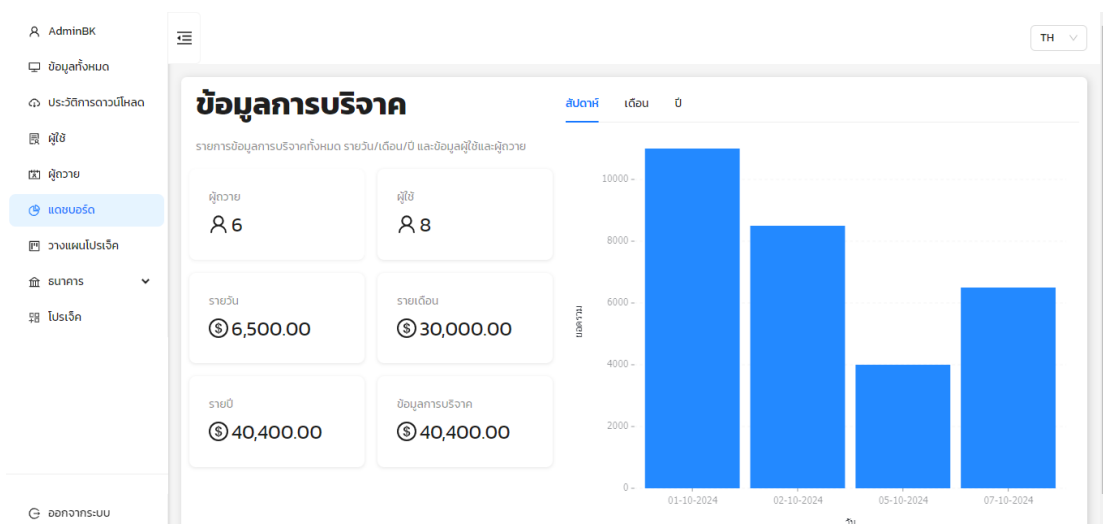 AdminBK
ข้อมูลทั้งหมด
ประวัติการดาวน์โหลด
ผู้ใช้
ผู้ถวาย
แดชบอร์ด
วางแผนโปรเจ็ค
ธนาคาร
โปรเจ็ค
ออกจากระบบ
TH
ข้อมูลการบริจาค
รายการข้อมูลการบริจาคทั้งหมด รายวัน/เดือน/ปี และข้อมูลผู้ใช้และผู้ถวาย
ผู้ถวาย
6
ผู้ใช้
8
รายวัน
6,500.00
รายเดือน
30,000.00
รายปี
40,400.00
ข้อมูลการบริจาค
40,400.00
สัปดาห์ เดือน ปี
ยอดรวม
10000
8000
6000
4000
2000
0
01-10-2024 02-10-2024 05-10-2024 07-10-2024
วัน